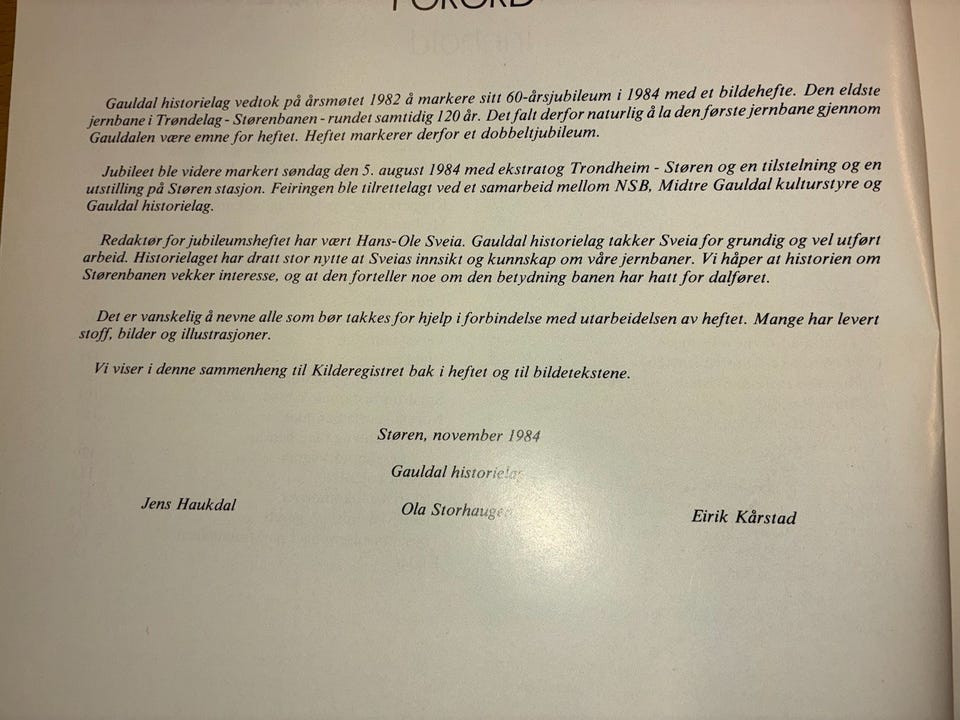 FORORD
Gauldal historielag vedtok på årsmøtet 1982 å markere sitt 60-årsjubileum i 1984 med et bildehefte. Den eldste
jernbane i Trøndelag - Størenbanen - rundet samtidig 120 år. Det falt derfor naturlig å la den første jernbane gjennom
Gauldalen være emne for heftet. Heftet markerer derfor et dobbeltjubileum.
Jubileet ble videre markert søndag den 5. august 1984 med ekstratog Trondheim - Støren og en tilstelning og en
utstilling på Støren stasjon. Feiringen ble tilrettelagt ved et samarbeid mellom NSB, Midtre Gauldal kulturstyre og
Gauldal historielag.
Redaktør for jubileumsheftet har vært Hans-Ole Sveia. Gauldal historielag takker Sveia for grundig og vel utført
arbeid. Historielaget har dratt stor nytte at Sveias innsikt og kunnskap om våre jernbaner. Vi håper at historien om
Størenbanen vekker interesse, og at den forteller noe om den betydning banen har hatt for dalføret.
Det er vanskelig å nevne alle som bør takkes for hjelp i forbindelse med utarbeidelsen av heftet. Mange har levert
stoff, bilder og illustrasjoner.
Vi viser i denne sammenheng til Kilderegistret bak i heftet og til bildetekstene.
Støren, november 1984
Gauldal historielag
Jens Haukdal
Ola Storhaugen
Eirik Kårstad